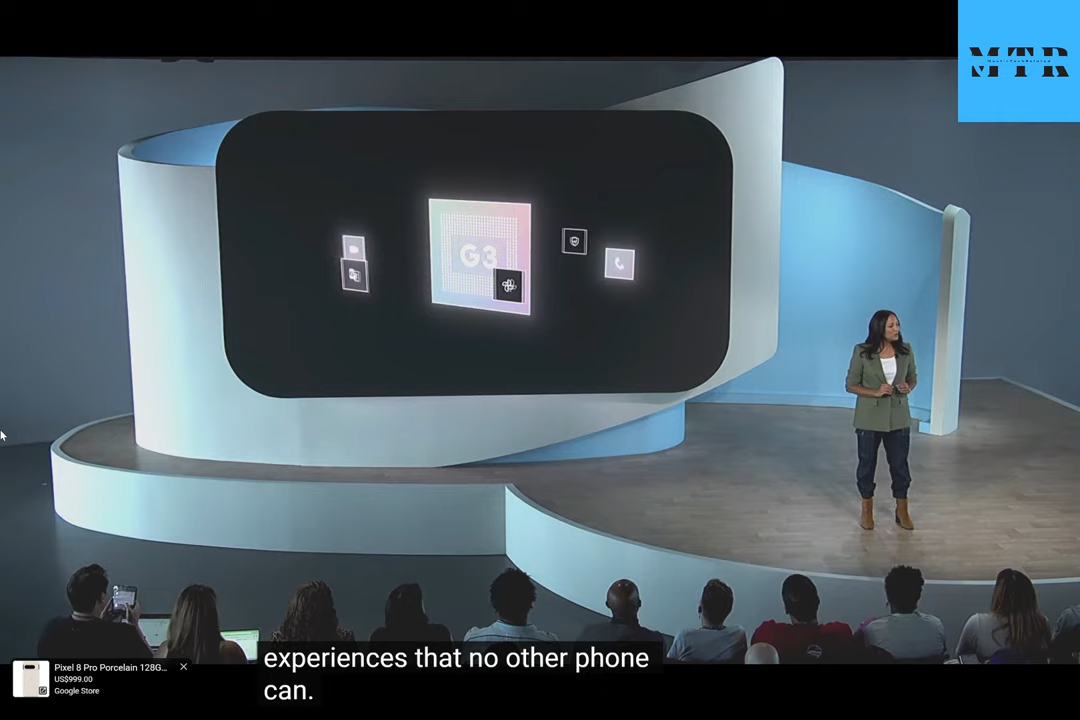 MTR
G3
experiences that no other phone
can.
Pixel 8 Pro Porcelain 128G...
US$999.00
Google Store